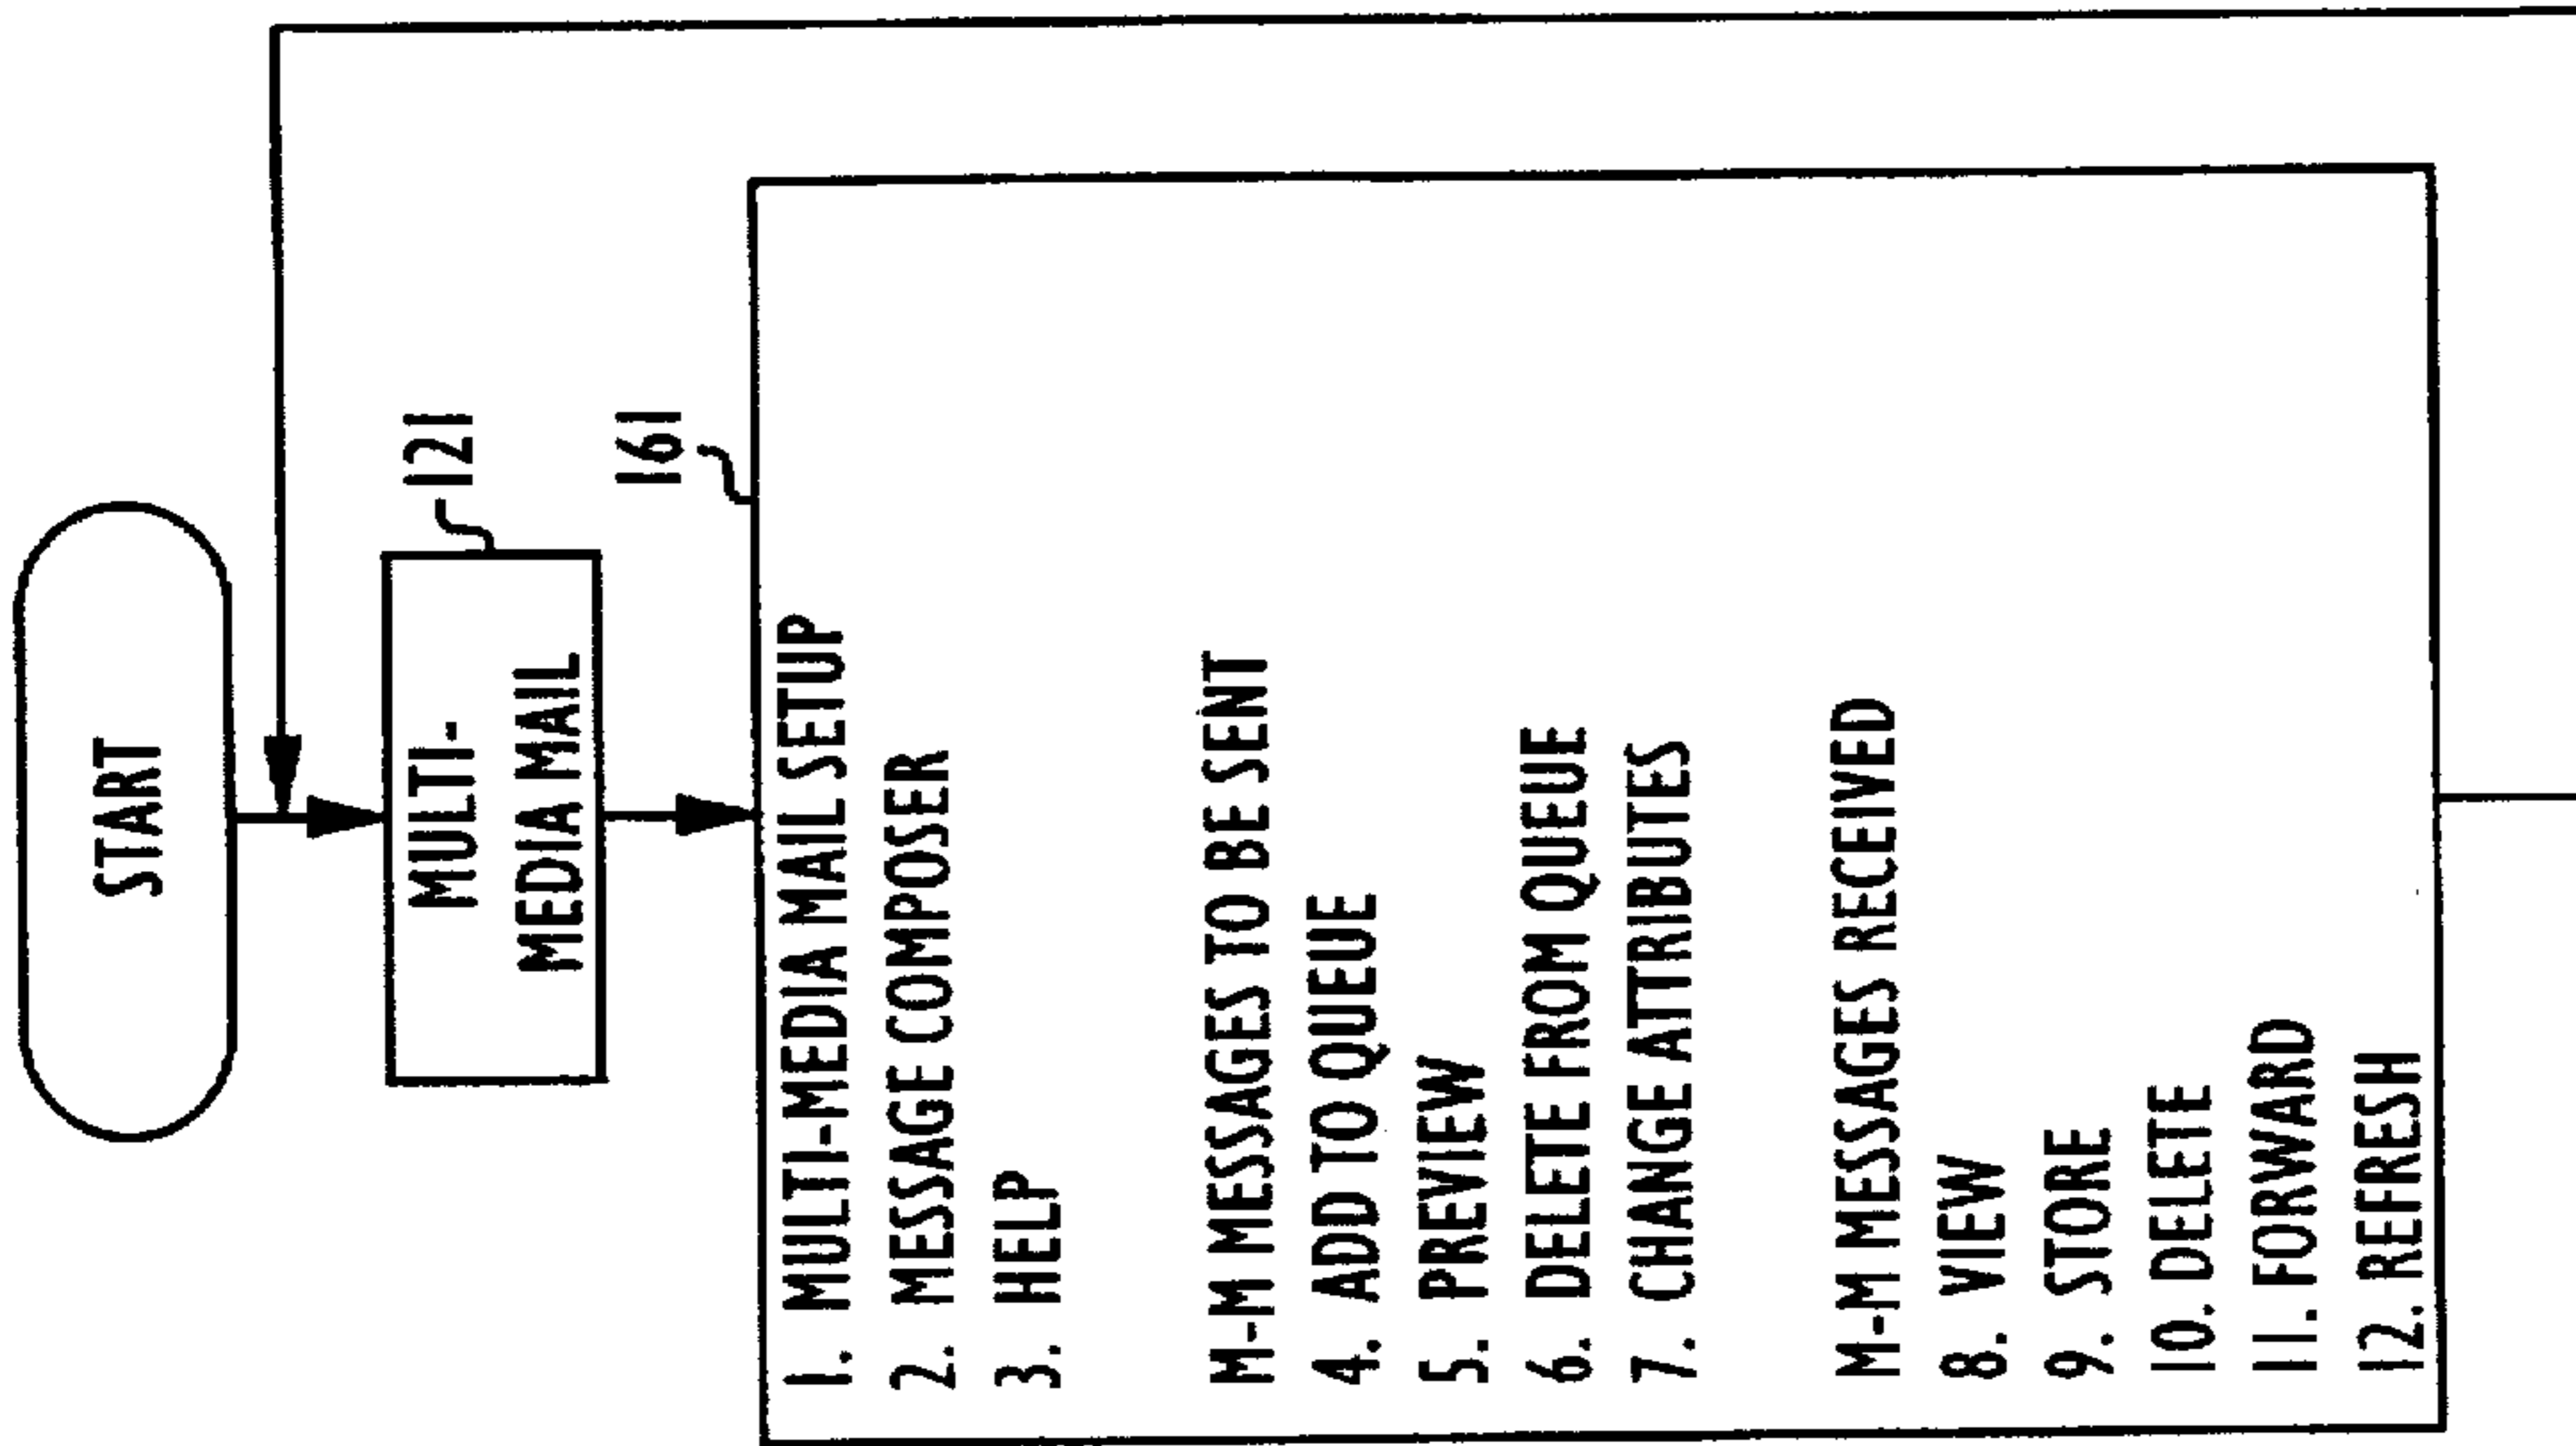 START
MULTI-
MEDIA MAIL
121
161
1. MULTI-MEDIA MAIL SETUP
2. MESSAGE COMPOSER
3. HELP
M-M MESSAGES TO BE SENT
4. ADD TO QUEUE
5. PREVIEW
6. DELETE FROM QUEUE
7. CHANGE ATTRIBUTES
M-M MESSAGES RECEIVED
8. VIEW
9. STORE
10. DELETE
11. FORWARD
12. REFRESH